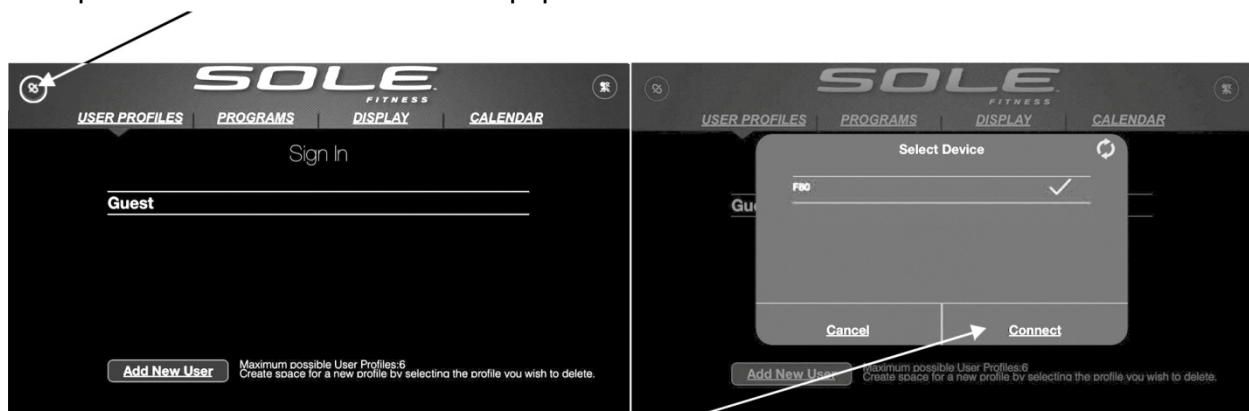 SOLE
FITNESS
USER PROFILES PROGRAMS DISPLAY CALENDAR
Sign In
Guest
Add New User
Maximum possible User Profiles:6
Create space for a new profile by selecting the profile you wish to delete.
SOLE
FITNESS
USER PROFILES PROGRAMS DISPLAY CALENDAR
Select Device
F80
Gu
Cancel Connect
Add New User
Maximum possible User Profiles:6
Create space for a new profile by selecting the profile you wish to delete.